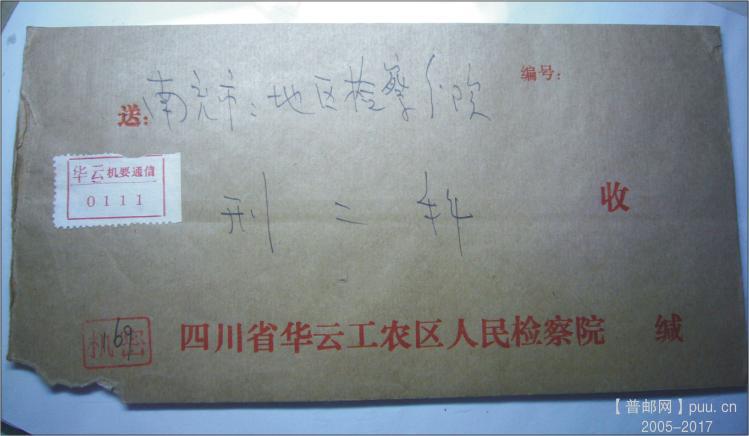 编号：
送：南充市：地区检察分院
华云机要通信
0111
刑二科 收
机密
69
四川省华云工农区人民检察院 缄
【普邮网】puu.cn
2005-2017